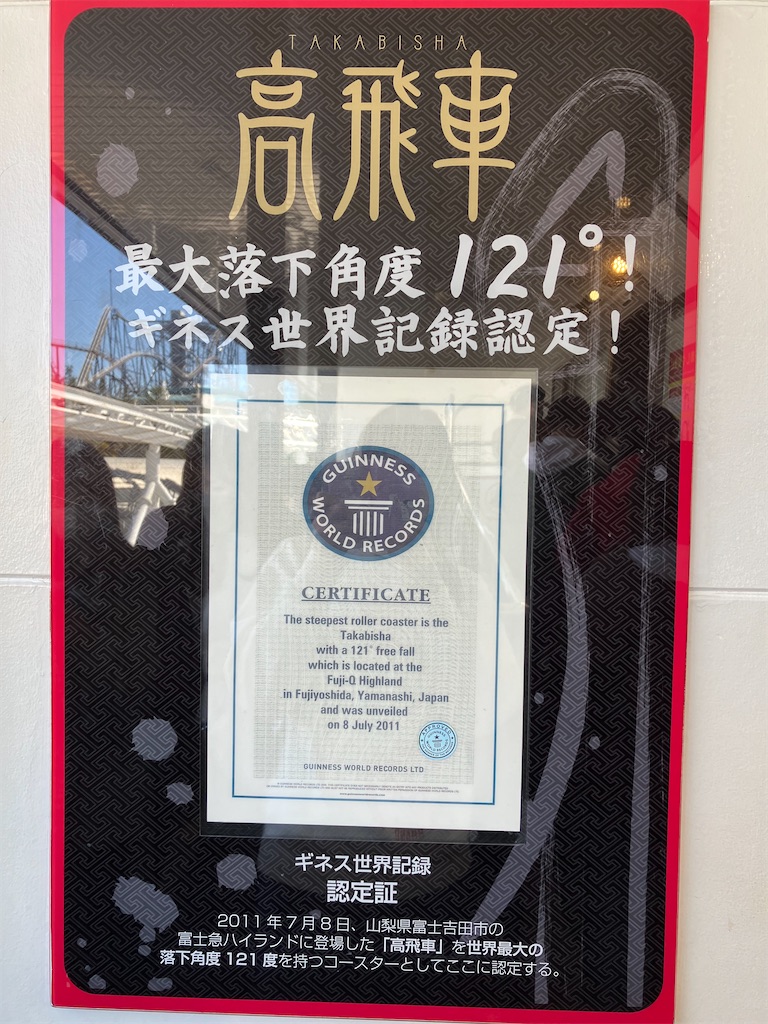 TAKABISHA
高飛車
最大落下角度 121°!
ギネス世界記録認定!
GUINNESS
WORLD RECORDS
CERTIFICATE
The steepest roller coaster is the
Takabisha
with a 121° free fall
which is located at the
Fuji-Q Highland
in Fujiyoshida, Yamanashi, Japan
and was unveiled
on 8 July 2011
APPROVED
GUINNESS WORLD RECORDS LTD
ギネス世界記録
認定証
2011年7月8日、山梨県富士吉田市の
富士急ハイランドに登場した「高飛車」を世界最大の
落下角度 121 度を持つコースターとしてここに認定する。